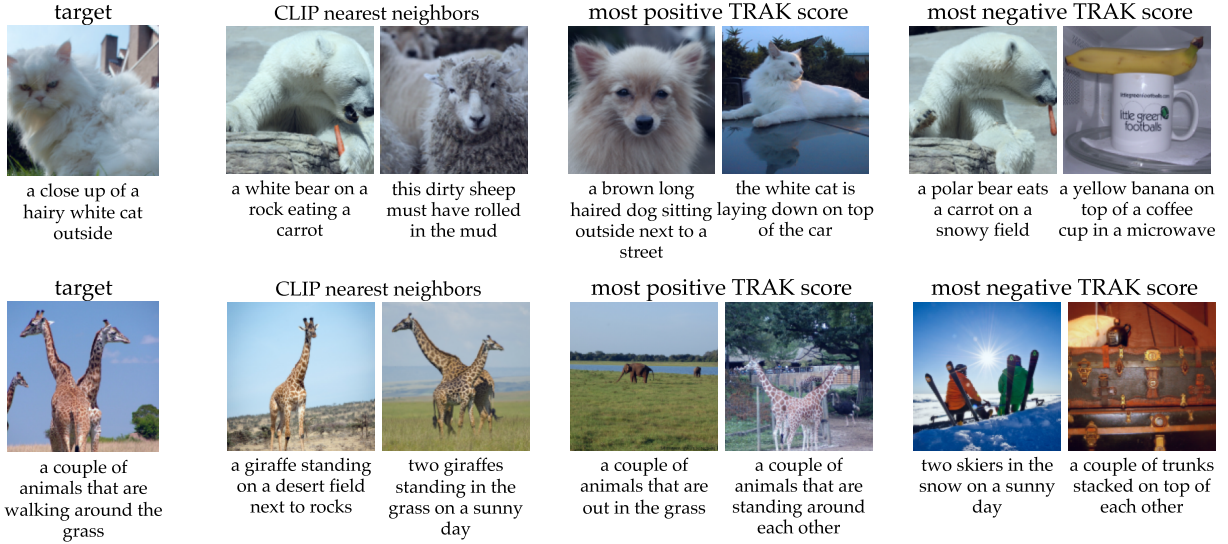 target
CLIP nearest neighbors
most positive TRAK score
most negative TRAK score
littlegreenfootballs.com
little green
footballs
a close up of a
hairy white cat
outside
a white bear on a
rock eating a
carrot
this dirty sheep
must have rolled
in the mud
a brown long
haired dog sitting
outside next to a
street
the white cat is
laying down on top
of the car
a polar bear eats
a carrot on a
snowy field
a yellow banana on
top of a coffee
cup in a microwave
target
CLIP nearest neighbors
most positive TRAK score
most negative TRAK score
a couple of
animals that are
walking around the
grass
a giraffe standing
on a desert field
next to rocks
two giraffes
standing in the
grass on a sunny
day
a couple of
animals that are
out in the grass
a couple of
animals that are
standing around
each other
two skiers in the
snow on a sunny
day
a couple of trunks
stacked on top of
each other